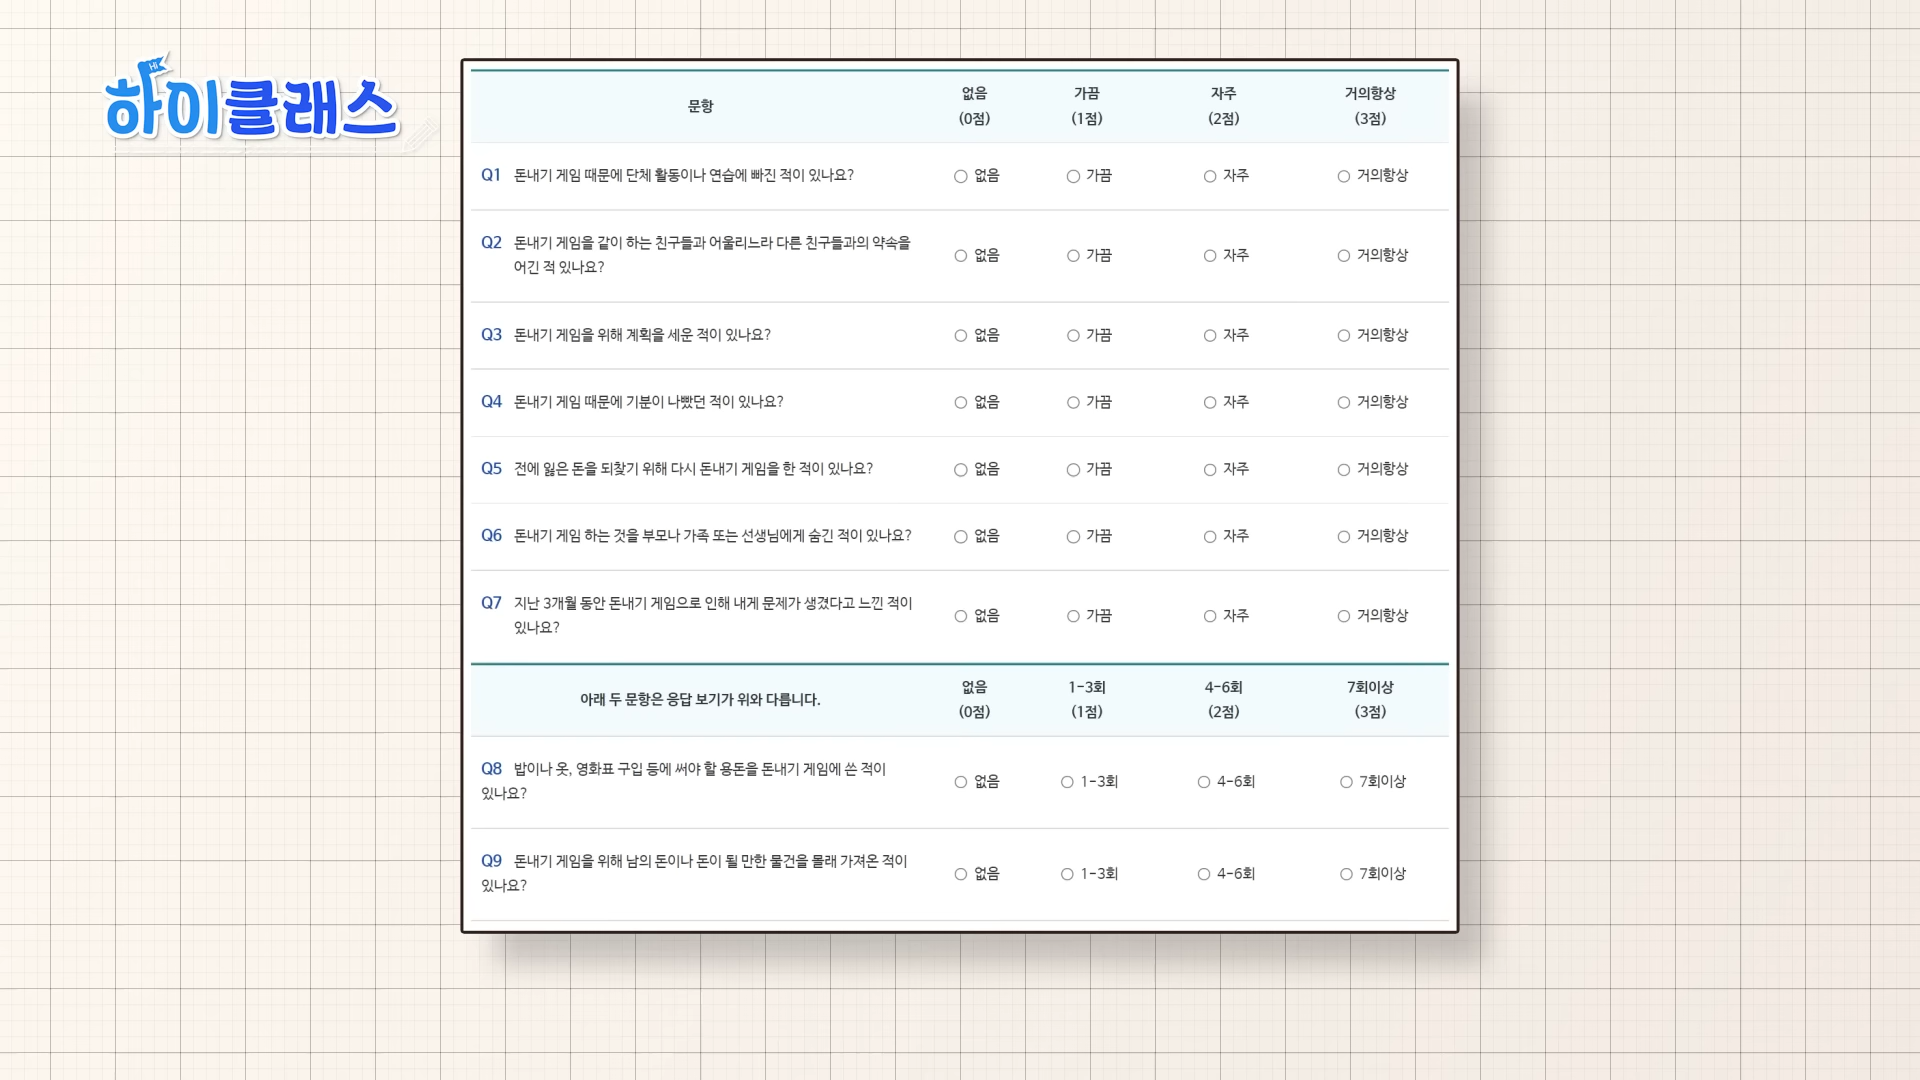 HI
하이클래스
문항
없음
(0점)
가끔
(1점)
자주
(2점)
거의항상
(3점)
Q1 돈내기 게임 때문에 단체 활동이나 연습에 빠진 적이 있나요? 없음 가끔 자주 거의항상
Q2 돈내기 게임을 같이 하는 친구들과 어울리느라 다른 친구들과의 약속을
어긴 적 있나요?
없음 가끔 자주 거의항상
Q3 돈내기 게임을 위해 계획을 세운 적이 있나요? 없음 가끔 자주 거의항상
Q4 돈내기 게임 때문에 기분이 나빴던 적이 있나요? 없음 가끔 자주 거의항상
Q5 전에 잃은 돈을 되찾기 위해 다시 돈내기 게임을 한 적이 있나요? 없음 가끔 자주 거의항상
Q6 돈내기 게임 하는 것을 부모나 가족 또는 선생님에게 숨긴 적이 있나요? 없음 가끔 자주 거의항상
Q7 지난 3개월 동안 돈내기 게임으로 인해 내게 문제가 생겼다고 느낀 적이
있나요?
없음 가끔 자주 거의항상
아래 두 문항은 응답 보기가 위와 다릅니다.
없음
(0점)
1-3회
(1점)
4-6회
(2점)
7회이상
(3점)
Q8 밥이나 옷, 영화표 구입 등에 써야 할 용돈을 돈내기 게임에 쓴 적이
있나요?
없음 1-3회 4-6회 7회이상
Q9 돈내기 게임을 위해 남의 돈이나 돈이 될 만한 물건을 몰래 가져온 적이
있나요?
없음 1-3회 4-6회 7회이상